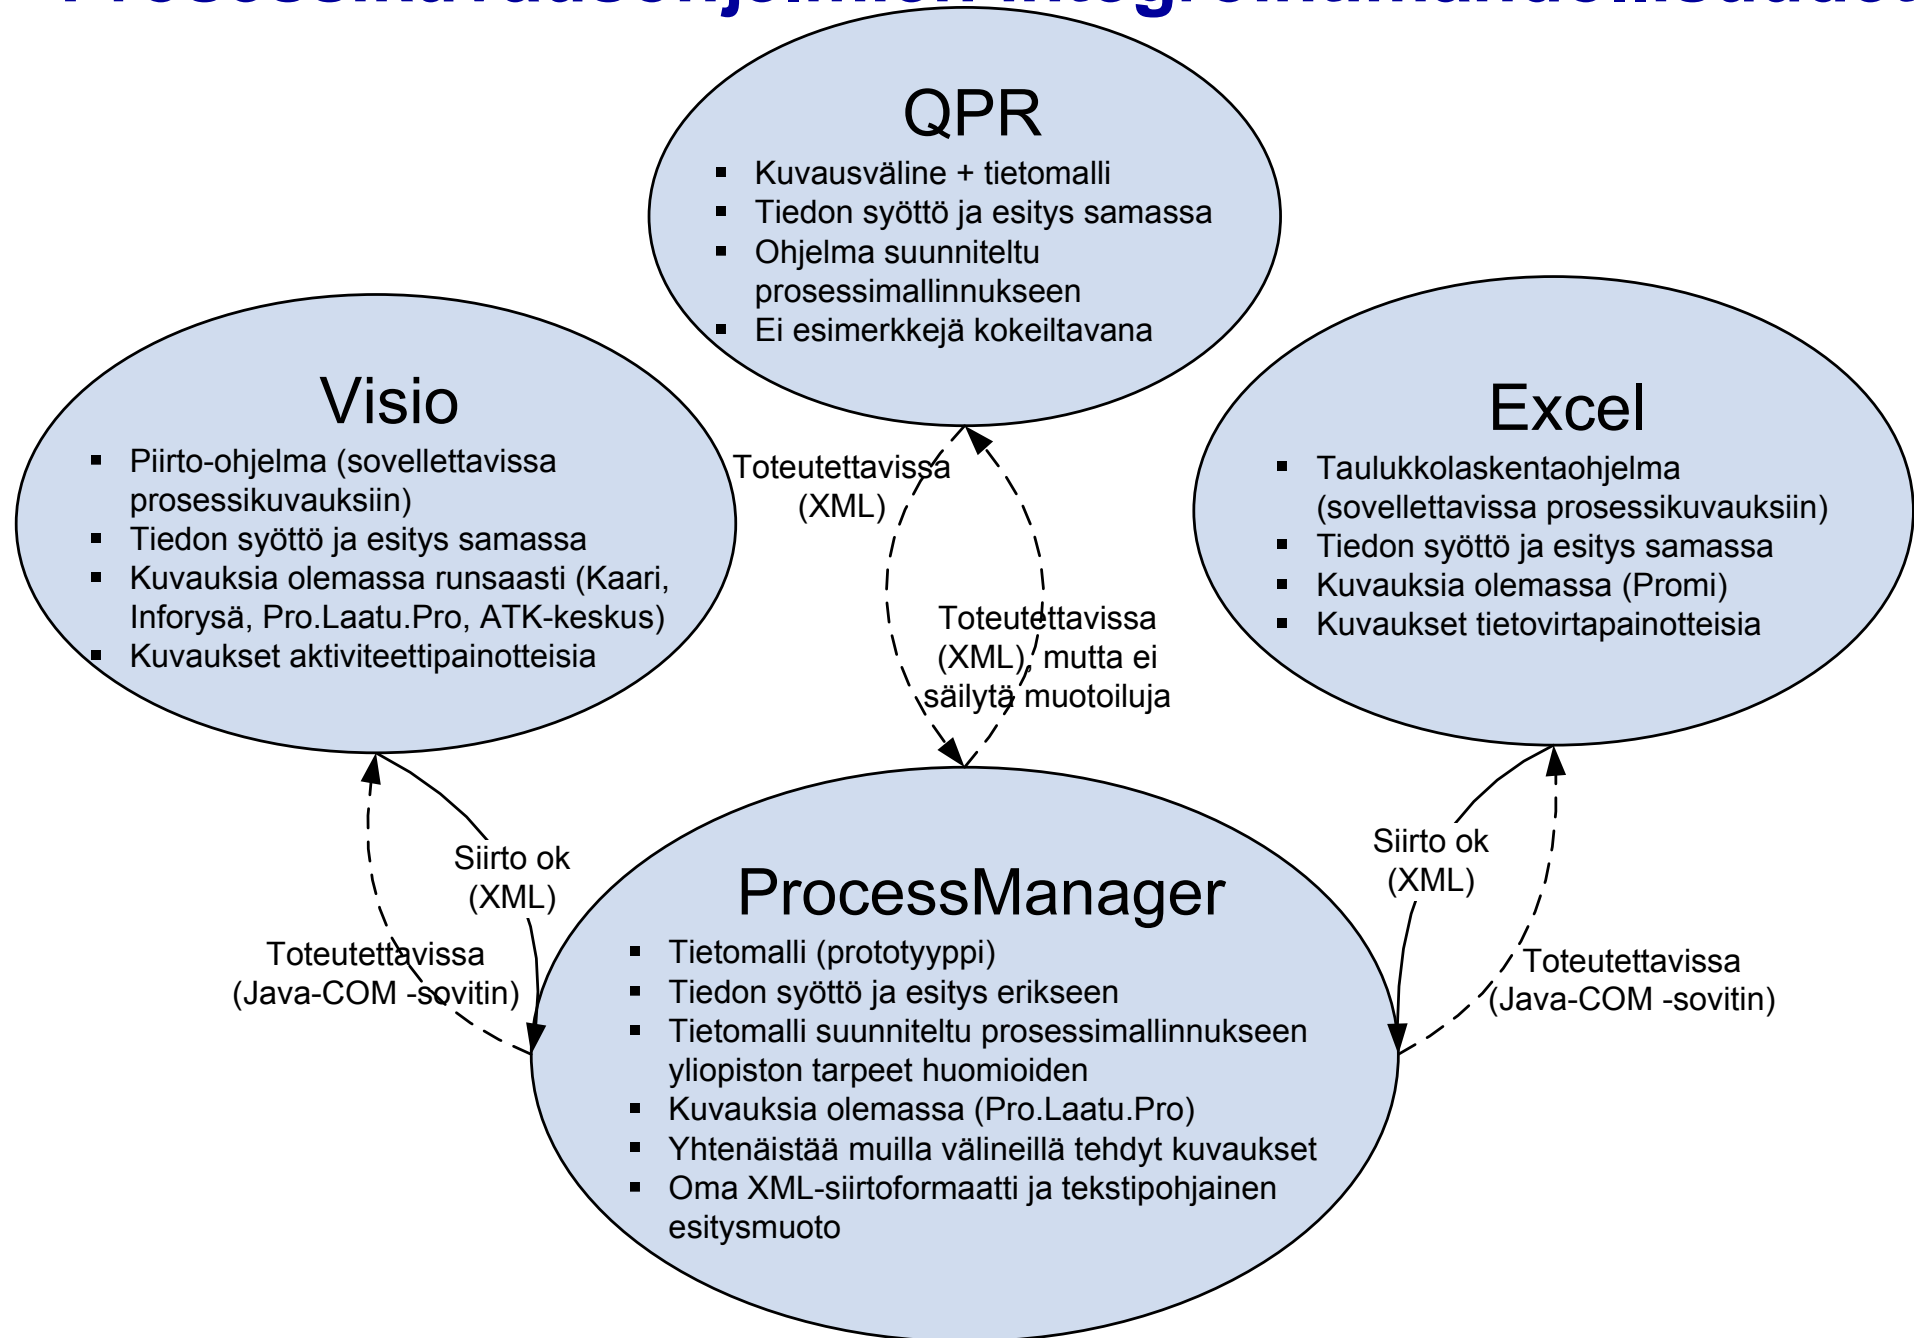 Prosessikuvausohjelmien integrointimahdollisuudet
QPR
▪ Kuvausväline + tietomalli
▪ Tiedon syöttö ja esitys samassa
▪ Ohjelma suunniteltu
prosessimallinnukseen
▪ Ei esimerkkejä kokeiltavana
Visio
▪ Piirto-ohjelma (sovellettavissa
prosessikuvauksiin)
▪ Tiedon syöttö ja esitys samassa
▪ Kuvauksia olemassa runsaasti (Kaari,
Inforysä, Pro.Laatu.Pro, ATK-keskus)
▪ Kuvaukset aktiviteettipainotteisia
Excel
▪ Taulukkolaskentaohjelma
(sovellettavissa prosessikuvauksiin)
▪ Tiedon syöttö ja esitys samassa
▪ Kuvauksia olemassa (Promi)
▪ Kuvaukset tietovirtapainotteisia
Toteutettavissa
(XML)
Toteutettavissa
(XML), mutta ei
säilytä muotoiluja
Siirto ok
(XML)
Toteutettavissa
(Java-COM -sovitin)
Siirto ok
(XML)
Toteutettavissa
(Java-COM -sovitin)
ProcessManager
▪ Tietomalli (prototyyppi)
▪ Tiedon syöttö ja esitys erikseen
▪ Tietomalli suunniteltu prosessimallinnukseen
yliopiston tarpeet huomioiden
▪ Kuvauksia olemassa (Pro.Laatu.Pro)
▪ Yhtenäistää muilla välineillä tehdyt kuvaukset
▪ Oma XML-siirtoformaatti ja tekstipohjainen
esitysmuoto